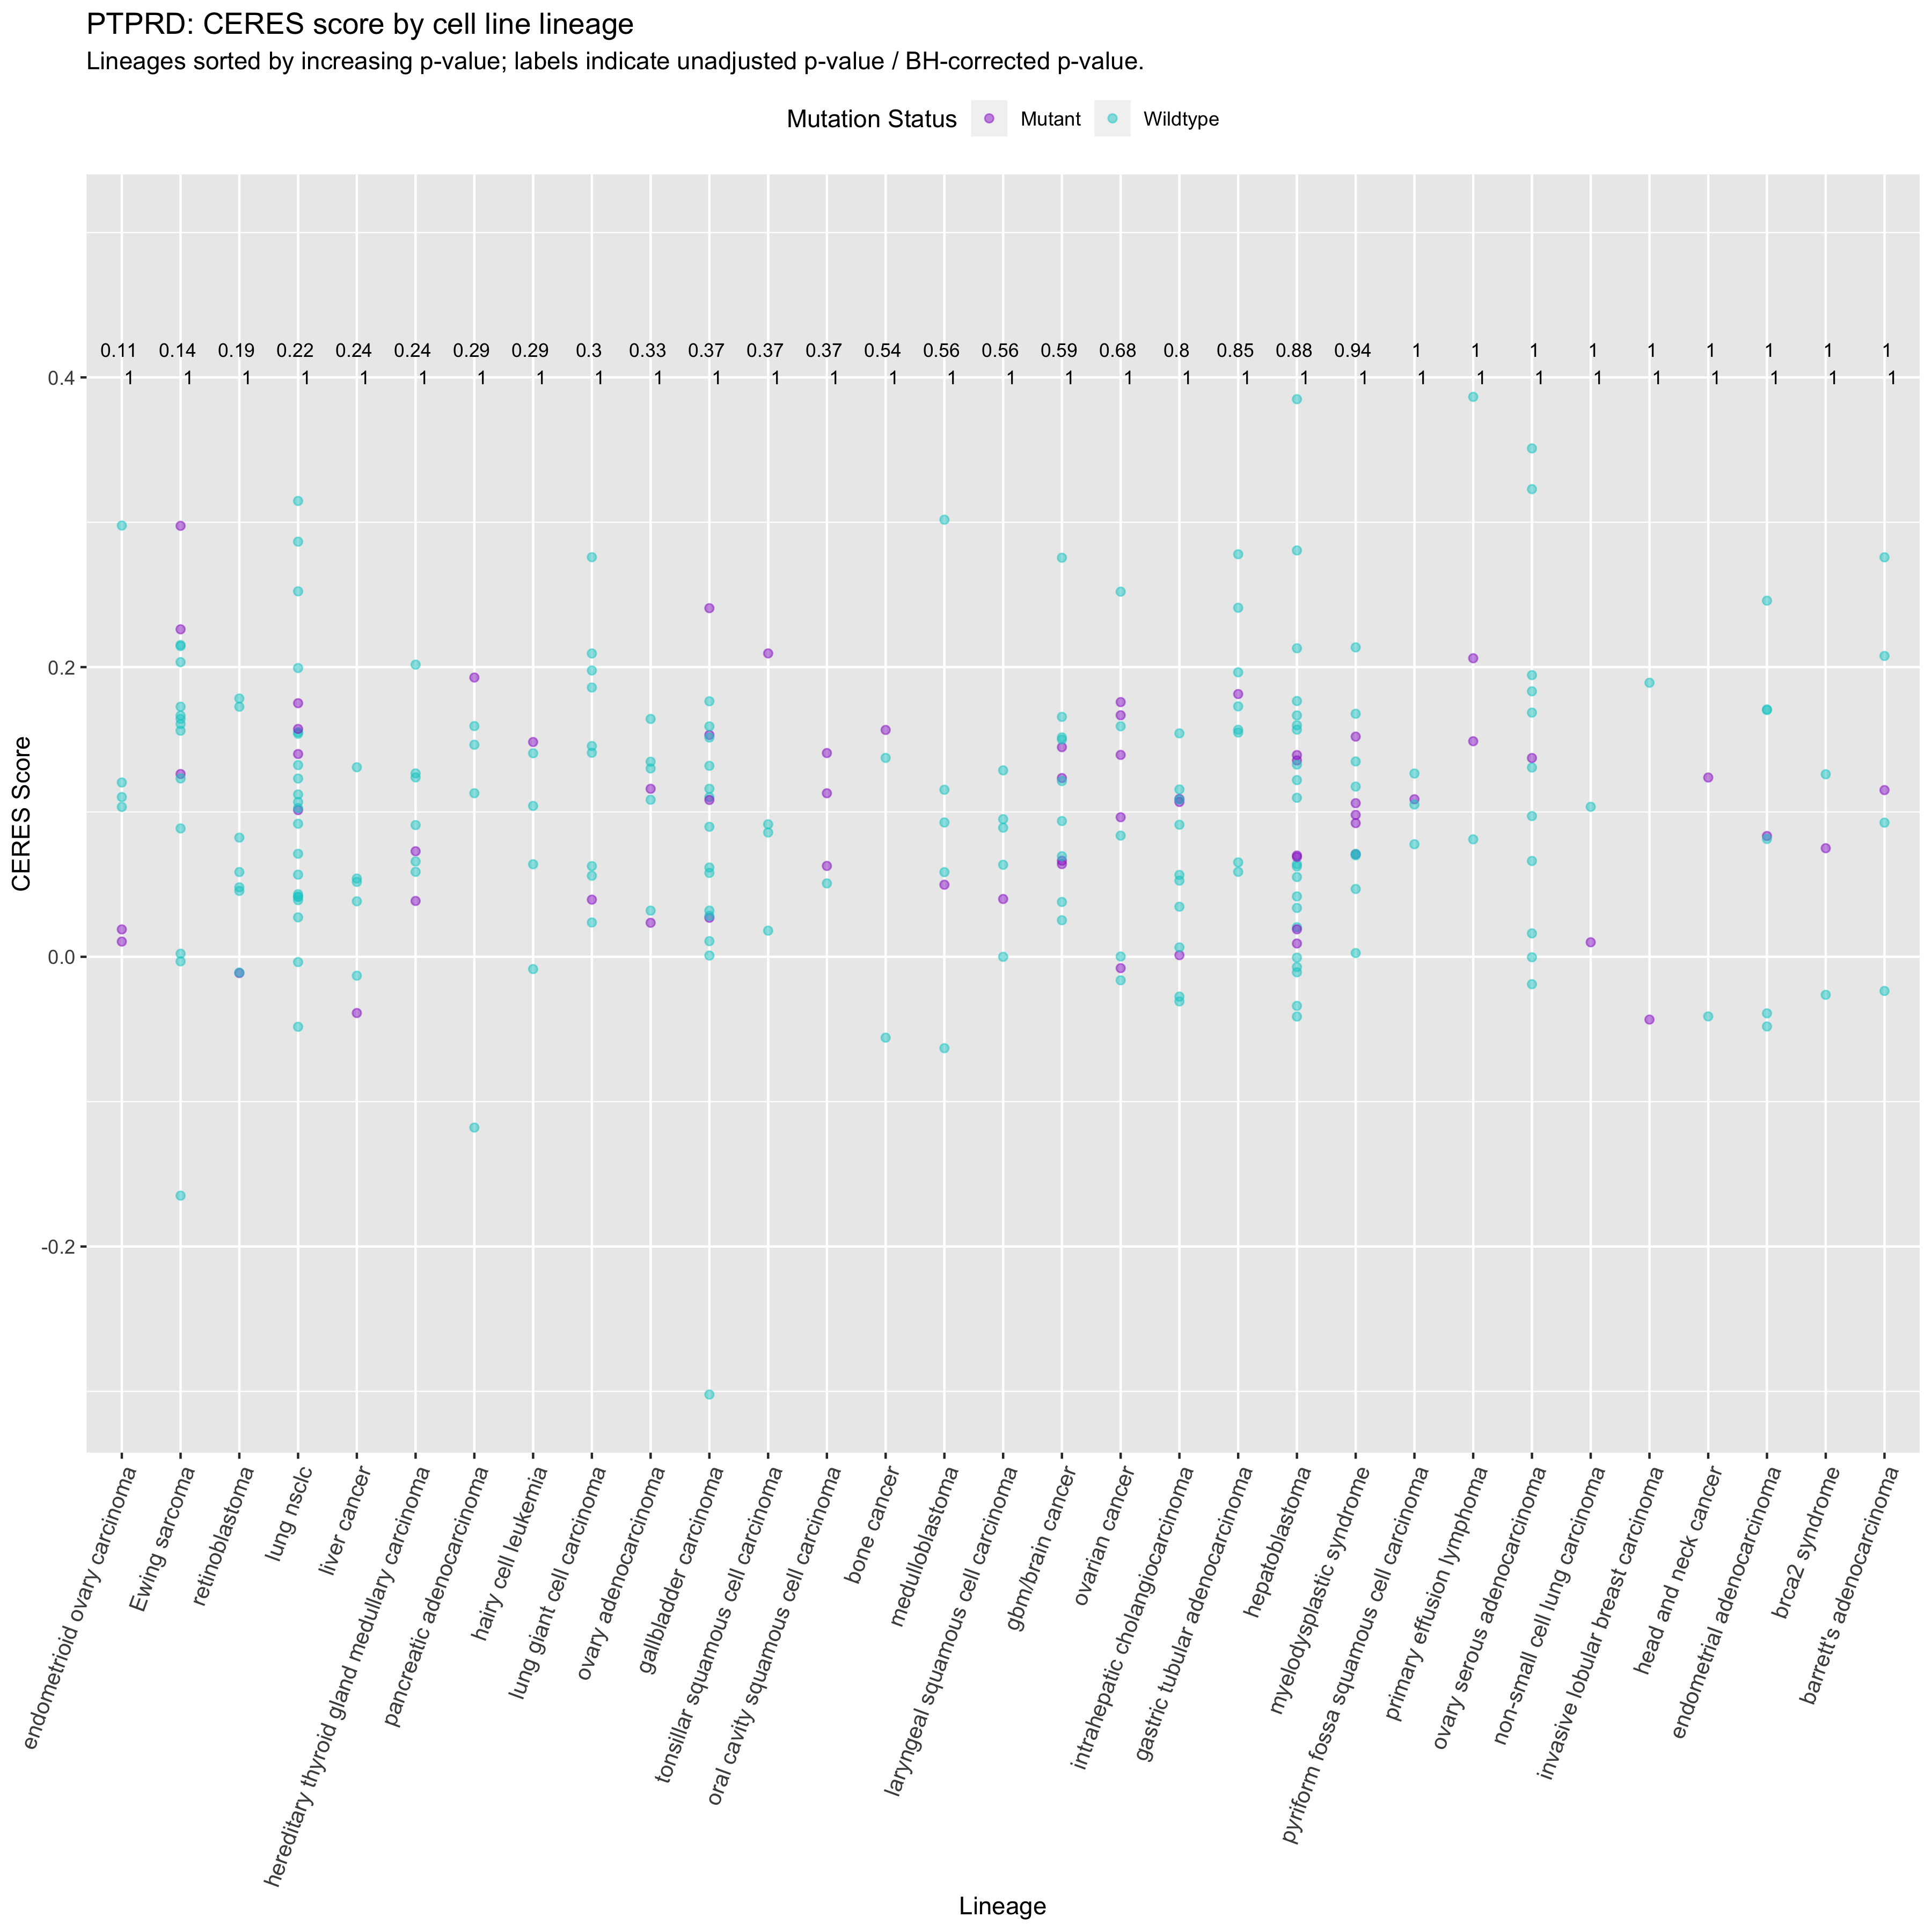 PTPRD: CERES score by cell line lineage
Lineages sorted by increasing p-value; labels indicate unadjusted p-value / BH-corrected p-value.
Mutation Status Mutant Wildtype
0.11 0.14 0.19 0.22 0.24 0.24 0.29 0.29 0.3 0.33 0.37 0.37 0.37 0.54 0.56 0.56 0.59 0.68 0.8 0.85 0.88 0.94 1 1 1 1 1 1 1 1 1
1 1 1 1 1 1 1 1 1 1 1 1 1 1 1 1 1 1 1 1 1 1 1 1 1 1 1 1 1 1 1
0.4
0.2
0.0
-0.2
CERES Score
endometrioid ovary carcinoma
Ewing sarcoma
retinoblastoma
lung nsclc
liver cancer
hereditary thyroid gland medullary carcinoma
pancreatic adenocarcinoma
hairy cell leukemia
lung giant cell carcinoma
ovary adenocarcinoma
gallbladder carcinoma
tonsillar squamous cell carcinoma
oral cavity squamous cell carcinoma
bone cancer
medulloblastoma
laryngeal squamous cell carcinoma
gbm/brain cancer
ovarian cancer
intrahepatic cholangiocarcinoma
gastric tubular adenocarcinoma
hepatoblastoma
myelodysplastic syndrome
pyriform fossa squamous cell carcinoma
primary effusion lymphoma
ovary serous adenocarcinoma
non-small cell lung carcinoma
invasive lobular breast carcinoma
head and neck cancer
endometrial adenocarcinoma
brca2 syndrome
barrett's adenocarcinoma
Lineage